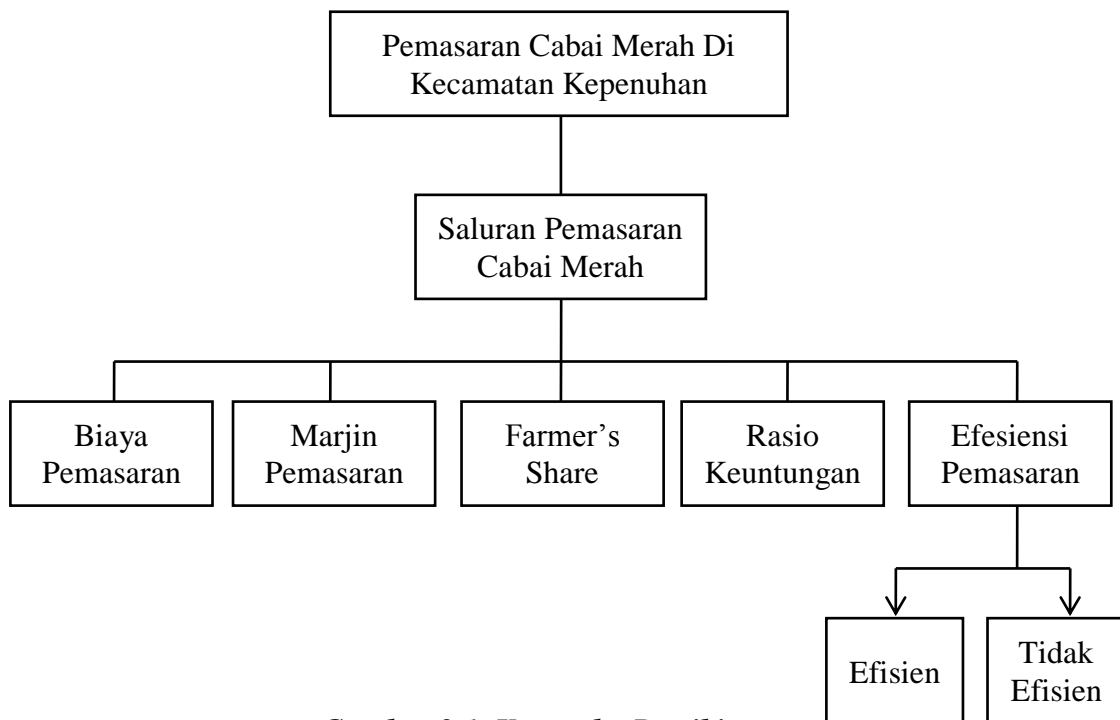 Pemasaran Cabai Merah Di
Kecamatan Kepenuhan
Saluran Pemasaran
Cabai Merah
Biaya
Pemasaran
Marjin
Pemasaran
Farmer’s
Share
Rasio
Keuntungan
Efesiensi
Pemasaran
Efisien
Tidak
Efisien